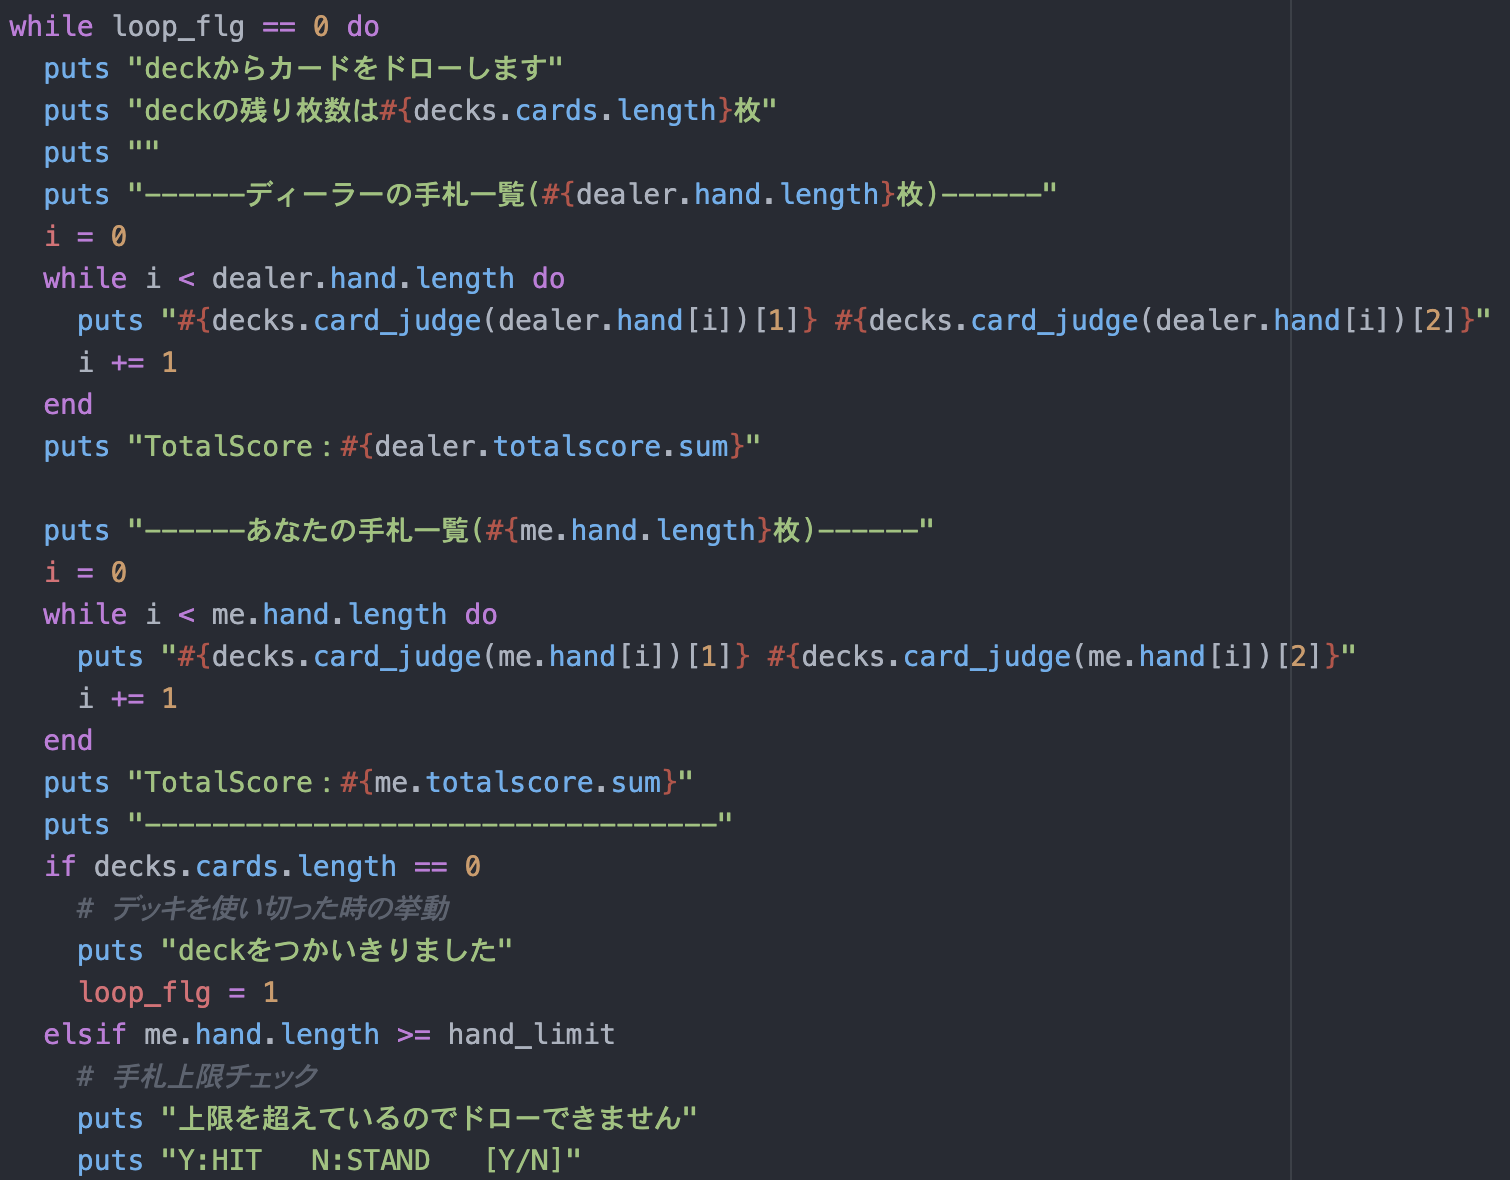 while loop_flg == 0 do
  puts "deckからカードをドローします"
  puts "deckの残り枚数は#{decks.cards.length}枚"
  puts ""
  puts "------ディーラーの手札一覧(#{dealer.hand.length}枚)------"
  i = 0
  while i < dealer.hand.length do
    puts "#{decks.card_judge(dealer.hand[i])[1]} #{decks.card_judge(dealer.hand[i])[2]}"
    i += 1
  end
  puts "TotalScore：#{dealer.totalscore.sum}"

  puts "------あなたの手札一覧(#{me.hand.length}枚)------"
  i = 0
  while i < me.hand.length do
    puts "#{decks.card_judge(me.hand[i])[1]} #{decks.card_judge(me.hand[i])[2]}"
    i += 1
  end
  puts "TotalScore：#{me.totalscore.sum}"
  puts "----------------------------------"
  if decks.cards.length == 0
    # デッキを使い切った時の挙動
    puts "deckをつかいきりました"
    loop_flg = 1
  elsif me.hand.length >= hand_limit
    # 手札上限チェック
    puts "上限を超えているのでドローできません"
    puts "Y:HIT   N:STAND   [Y/N]"